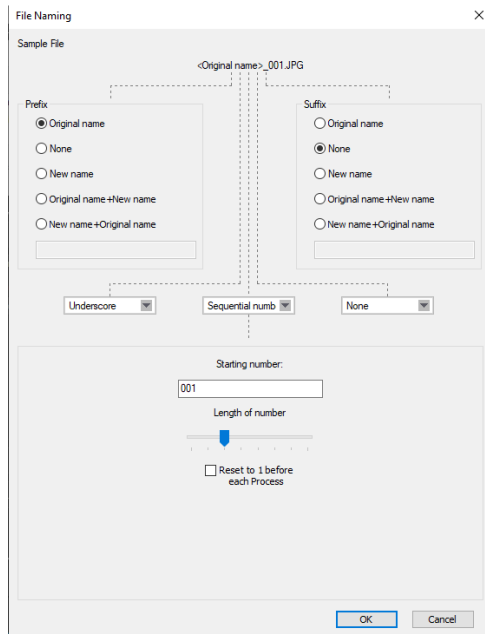 File Naming
Sample File
<Original name>_001.JPG
Prefix
Original name
None
New name
Original name+New name
New name+Original name
Suffix
Original name
None
New name
Original name+New name
New name+Original name
Underscore
Sequential numb
None
Starting number:
001
Length of number
Reset to 1 before
each Process
OK
Cancel